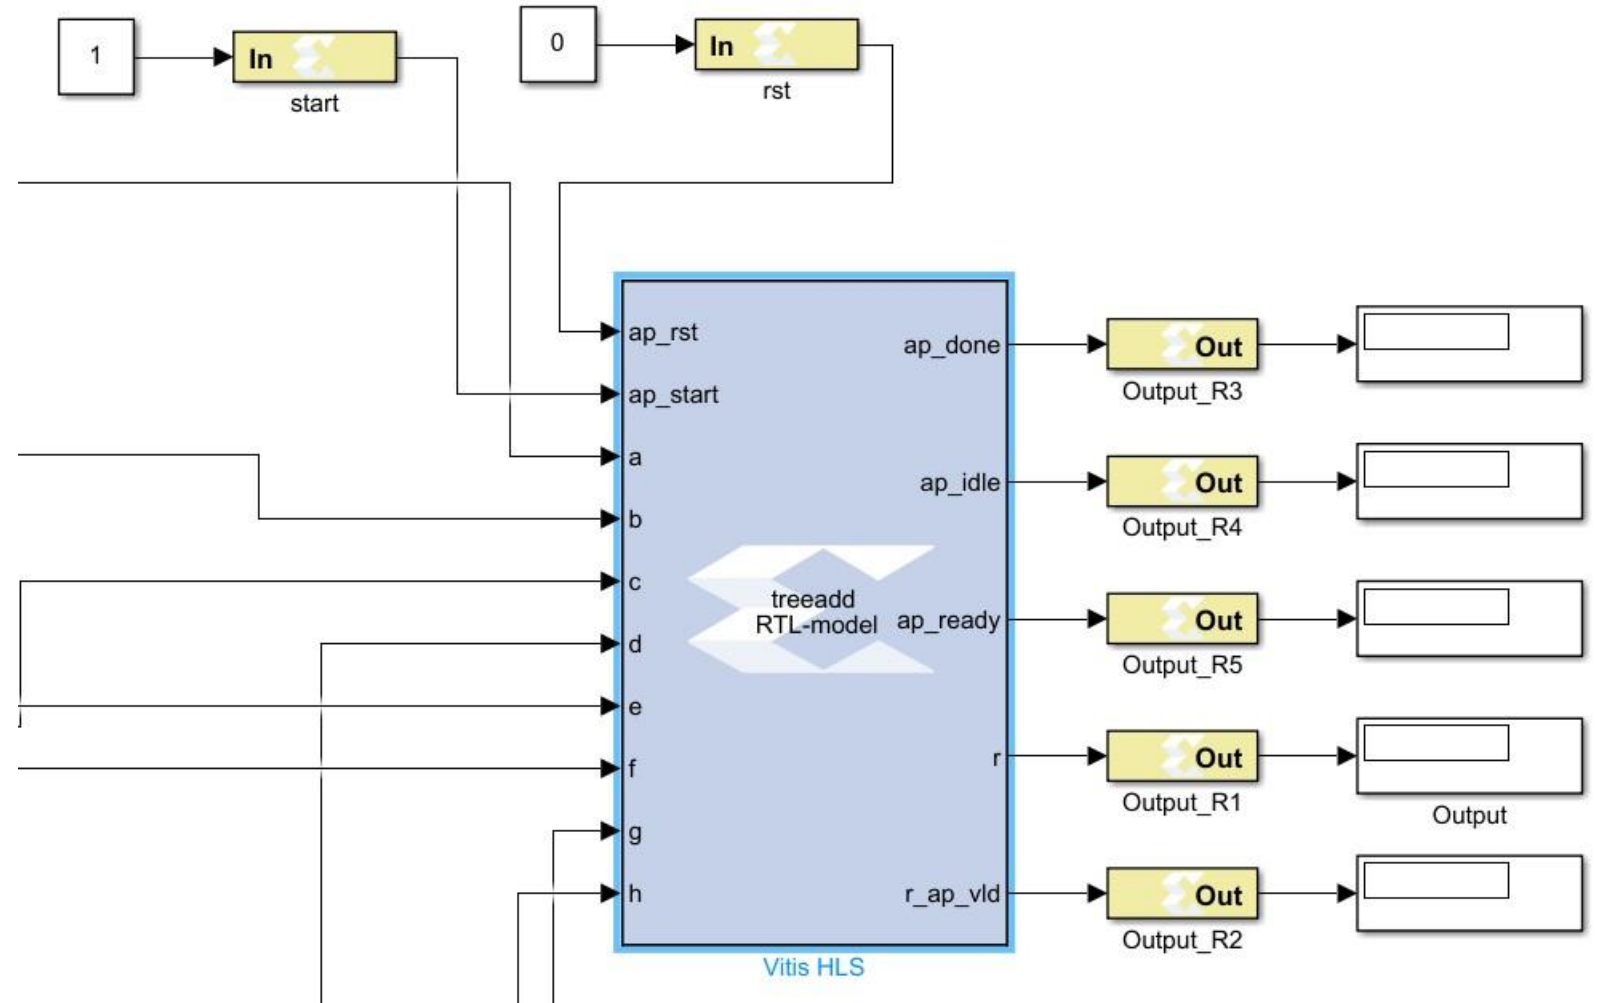 1
In
start
0
In
rst
ap_rst
ap_start
a
b
c
d
e
f
g
h
treeadd
RTL-model
ap_done
ap_idle
ap_ready
r
r_ap_vld
Vitis HLS
Out
Output_R3
Out
Output_R4
Out
Output_R5
Out
Output_R1
Output
Out
Output_R2